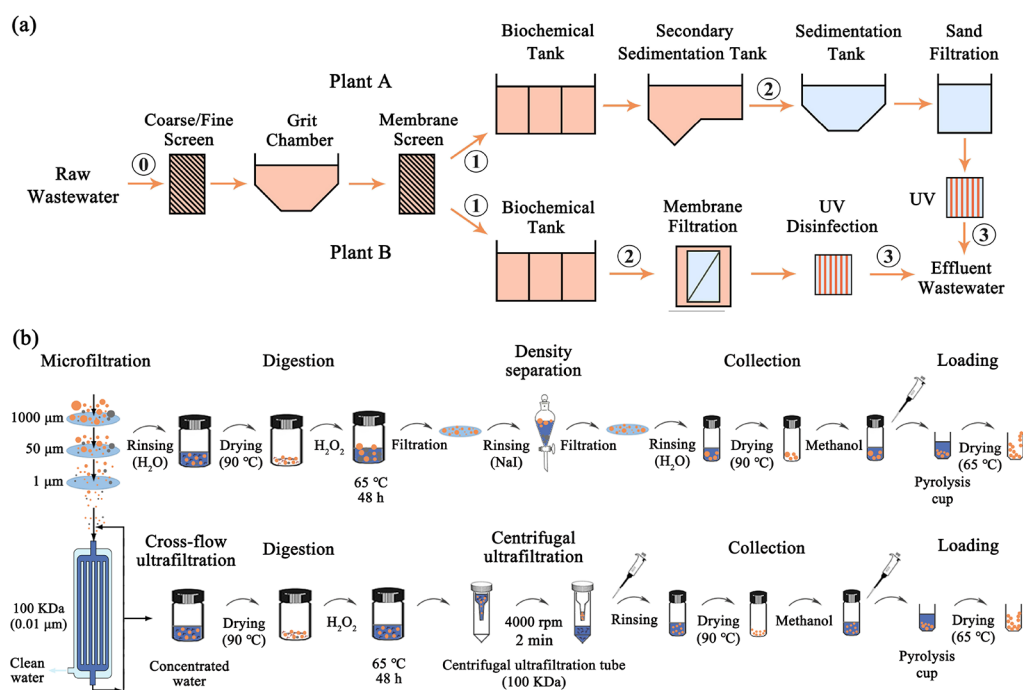 (a)
Plant A
Plant B
Raw
Wastewater
0
Coarse/Fine
Screen
Grit
Chamber
Membrane
Screen
1
Biochemical
Tank
Secondary
Sedimentation Tank
2
Sedimentation
Tank
Sand
Filtration
UV
3
1
Biochemical
Tank
2
Membrane
Filtration
UV
Disinfection
3
Effluent
Wastewater
(b)
Microfiltration
Digestion
Density
separation
Collection
Loading
1000 μm
50 μm
1 μm
Rinsing
(H₂O)
Drying
(90 ℃)
H₂O₂
65 ℃
48 h
Filtration
Rinsing
(NaI)
Filtration
Rinsing
(H₂O)
Drying
(90 ℃)
Methanol
Pyrolysis
cup
Drying
(65 ℃)
Cross-flow
ultrafiltration
Digestion
Centrifugal
ultrafiltration
Collection
Loading
100 KDa
(0.01 μm)
Clean
water
Concentrated
water
Drying
(90 ℃)
H₂O₂
65 ℃
48 h
4000 rpm
2 min
Centrifugal ultrafiltration tube
(100 KDa)
Rinsing
Drying
(90 ℃)
Methanol
Pyrolysis
cup
Drying
(65 ℃)